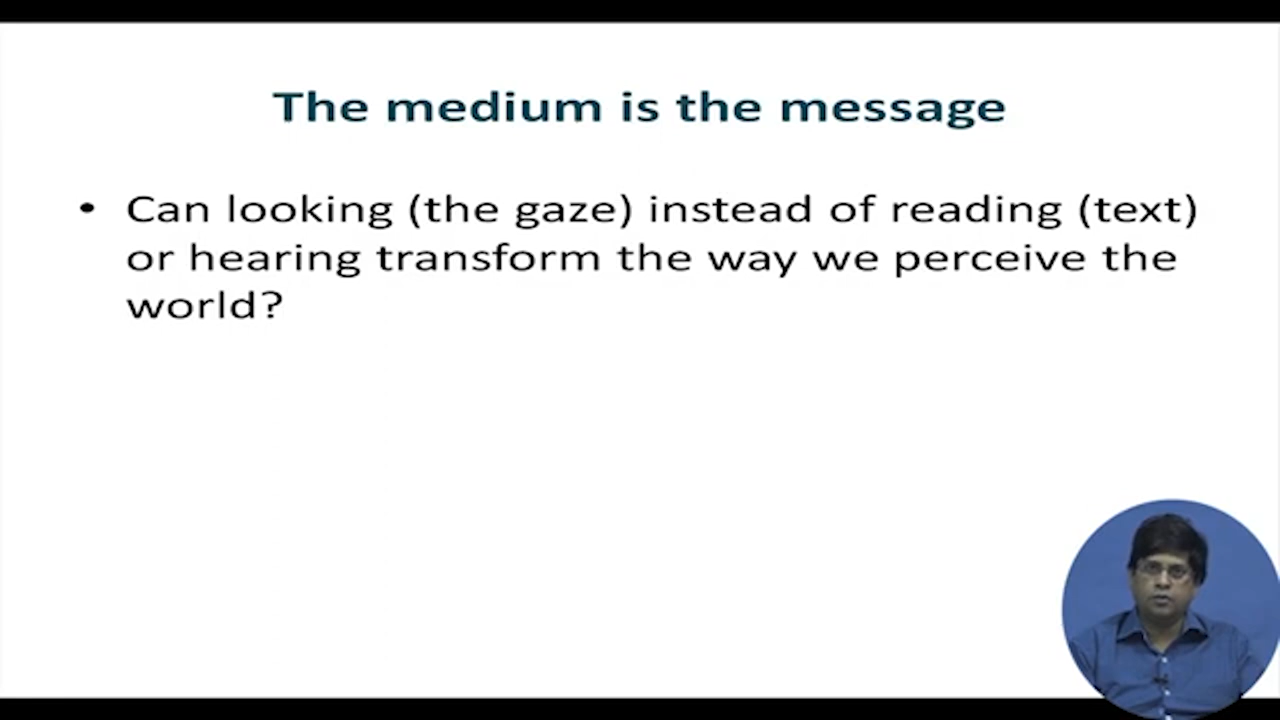 The medium is the message
• Can looking (the gaze) instead of reading (text)
or hearing transform the way we perceive the
world?